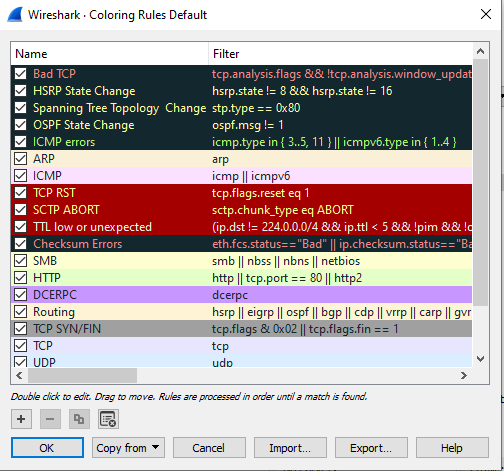 Wireshark · Coloring Rules Default
Name Filter
Bad TCP tcp.analysis.flags && !tcp.analysis.window_updat
HSRP State Change hsrp.state != 8 && hsrp.state != 16
Spanning Tree Topology Change stp.type == 0x80
OSPF State Change ospf.msg != 1
ICMP errors icmp.type in { 3..5, 11 } || icmpv6.type in { 1..4 }
ARP arp
ICMP icmp || icmpv6
TCP RST tcp.flags.reset eq 1
SCTP ABORT sctp.chunk_type eq ABORT
TTL low or unexpected (ip.dst != 224.0.0.0/4 && ip.ttl < 5 && !pim && !o
Checksum Errors eth.fcs.status=="Bad" || ip.checksum.status=="Ba
SMB smb || nbss || nbns || netbios
HTTP http || tcp.port == 80 || http2
DCERPC dcerpc
Routing hsrp || eigrp || ospf || bgp || cdp || vrrp || carp || gvr
TCP SYN/FIN tcp.flags & 0x02 || tcp.flags.fin == 1
TCP tcp
UDP udp
Double click to edit. Drag to move. Rules are processed in order until a match is found.
OK Copy from Cancel Import... Export... Help